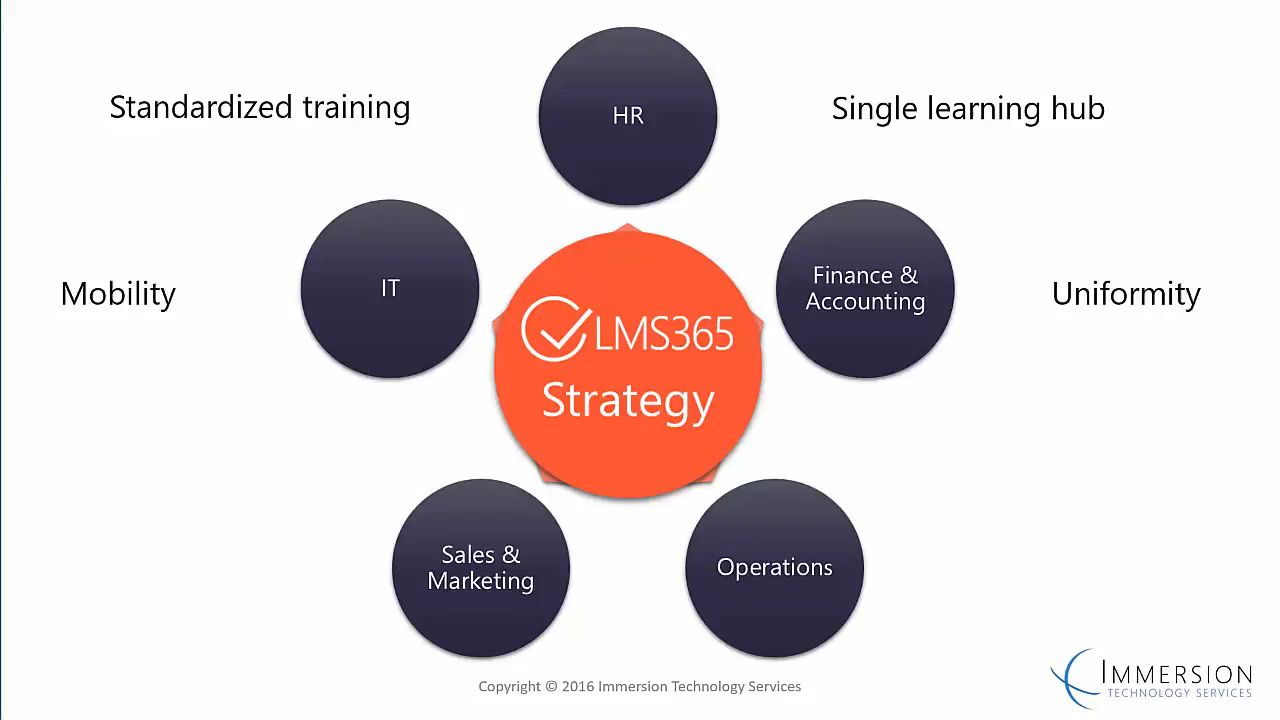 HR
Standardized training
Single learning hub
IT
Finance &
Accounting
Mobility
Uniformity
LMS365
Strategy
Sales &
Marketing
Operations
Copyright © 2016 Immersion Technology Services
IMMERSION
TECHNOLOGY SERVICES